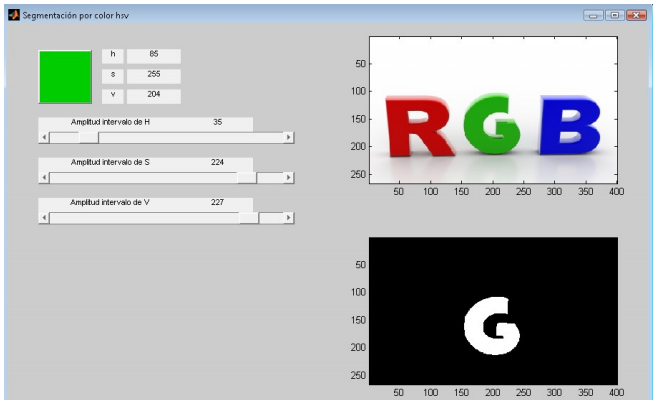 Segmentación por color hsv
h 85
s 255
v 204
Amplitud intervalo de H 35
Amplitud intervalo de S 224
Amplitud intervalo de V 227
50
100
150
200
250
RGB
50 100 150 200 250 300 350 400
50
100
150
200
250
G
50 100 150 200 250 300 350 400